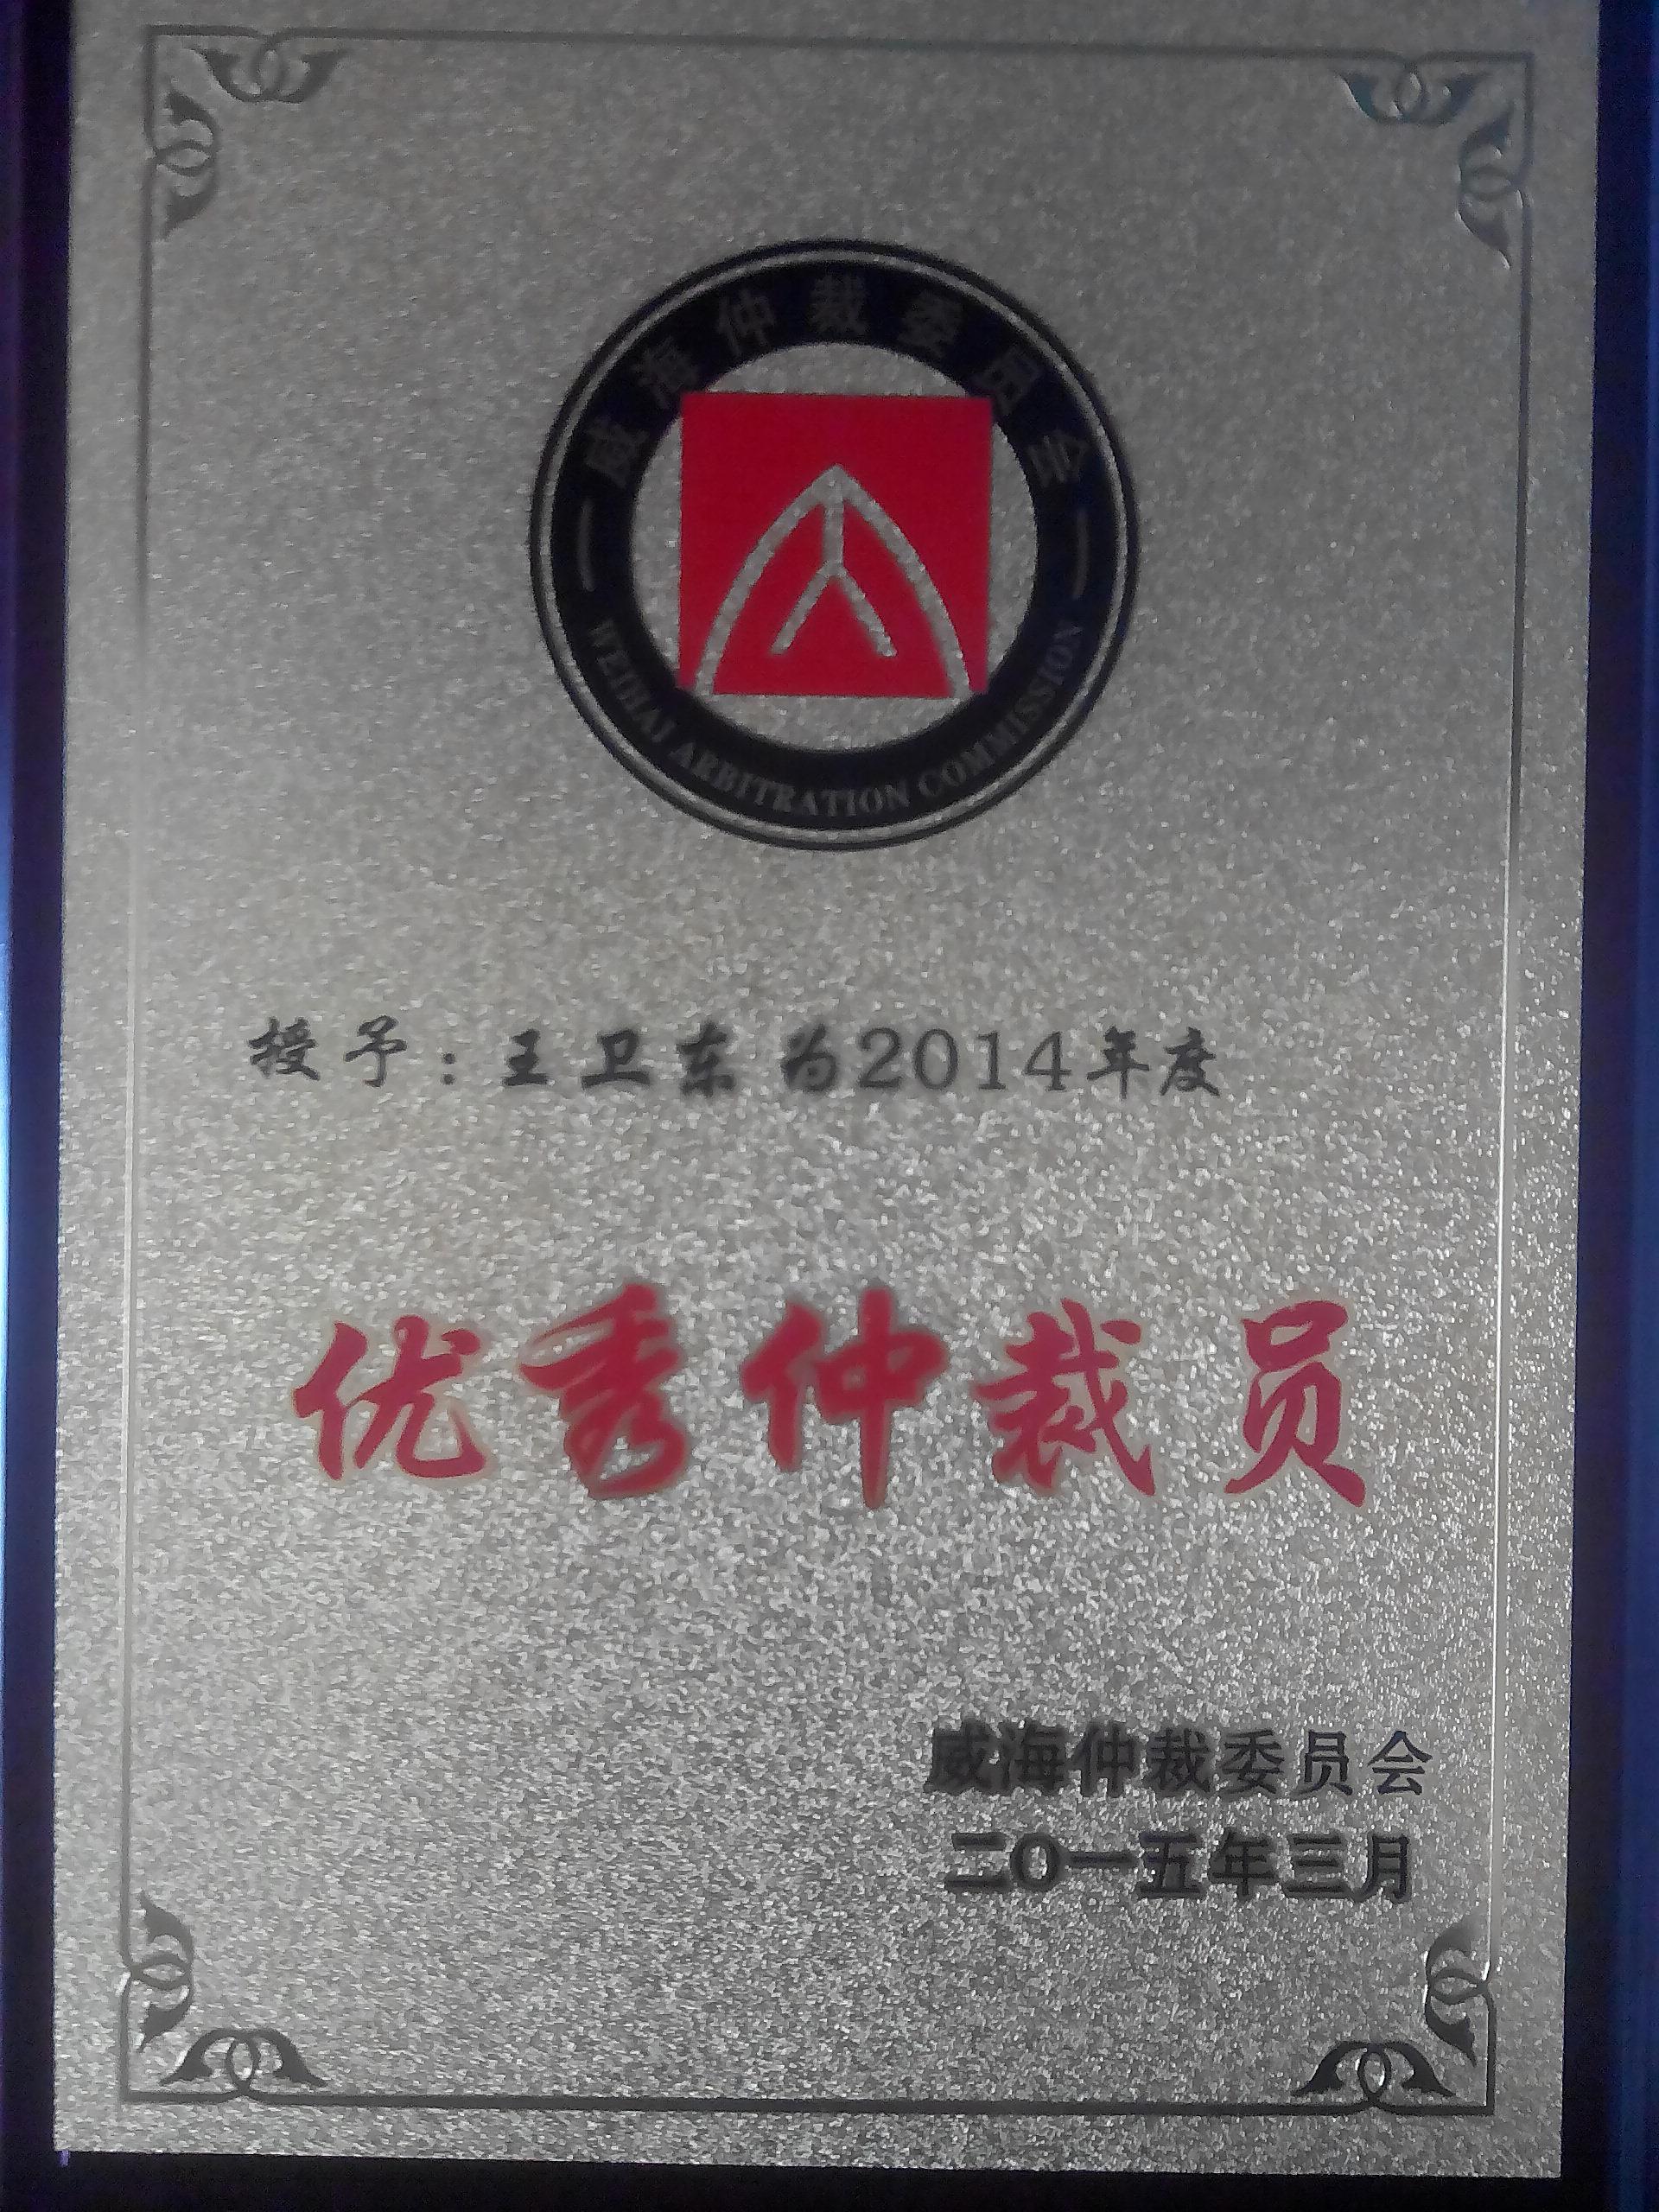 威海仲裁委员会
WEIHAI ARBITRATION COMMISSION
授予：王卫东 为2014年度
优秀仲裁员
威海仲裁委员会
二O一五年三月